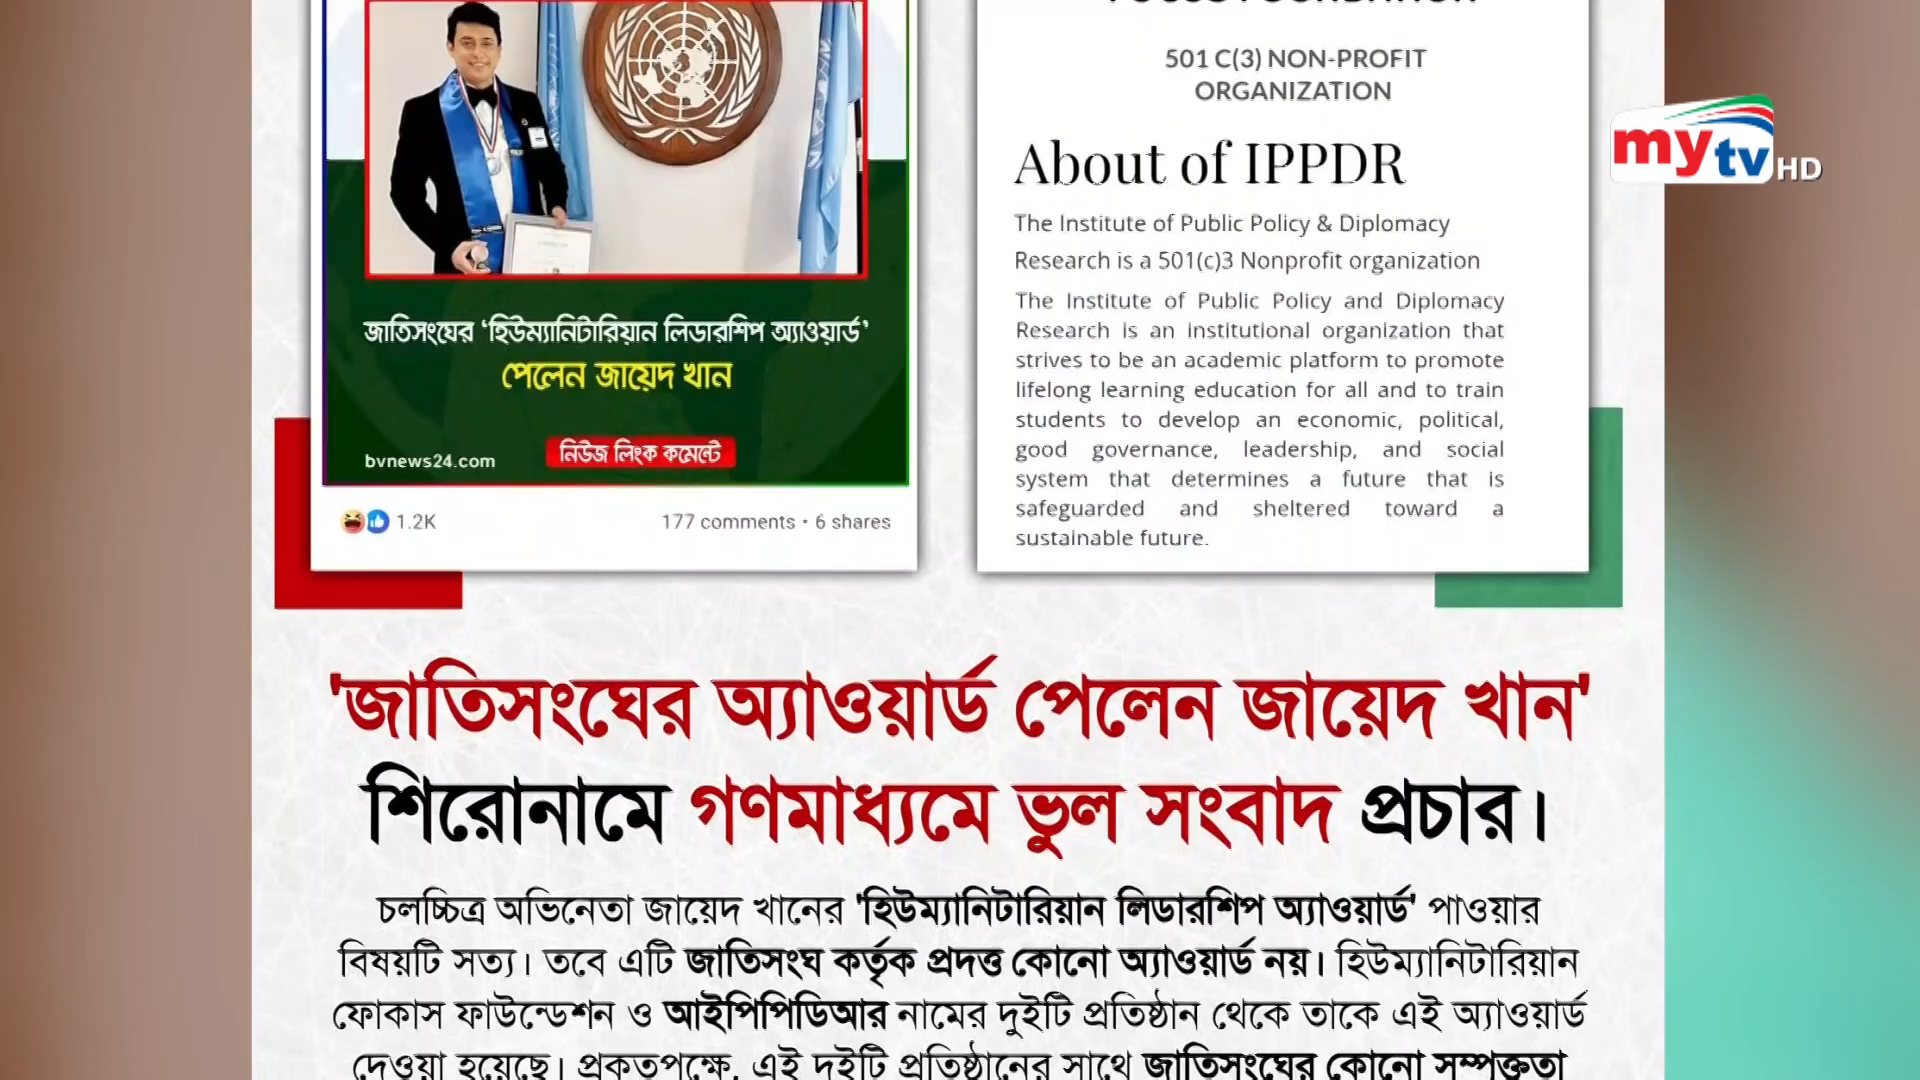 501 C(3) NON-PROFIT
ORGANIZATION
About of IPPDR
The Institute of Public Policy & Diplomacy
Research is a 501(c)3 Nonprofit organization
The Institute of Public Policy and Diplomacy
Research is an institutional organization that
strives to be an academic platform to promote
lifelong learning education for all and to train
students to develop an economic, political,
good governance, leadership, and social
system that determines a future that is
safeguarded and sheltered toward a
sustainable future.
my tv HD
জাতিসংঘের ‘হিউম্যানিটারিয়ান লিডারশিপ অ্যাওয়ার্ড’
পেলেন জায়েদ খান
bvnews24.com
নিউজ লিংক কমেন্টে
1.2K
177 comments • 6 shares
'জাতিসংঘের অ্যাওয়ার্ড পেলেন জায়েদ খান'
শিরোনামে গণমাধ্যমে ভুল সংবাদ প্রচার।
চলচ্চিত্র অভিনেতা জায়েদ খানের 'হিউম্যানিটারিয়ান লিডারশিপ অ্যাওয়ার্ড' পাওয়ার
বিষয়টি সত্য। তবে এটি জাতিসংঘ কর্তৃক প্রদত্ত কোনো অ্যাওয়ার্ড নয়। হিউম্যানিটারিয়ান
ফোকাস ফাউন্ডেশন ও আইপিপিডিআর নামের দুইটি প্রতিষ্ঠান থেকে তাকে এই অ্যাওয়ার্ড
দেওয়া হয়েছে। প্রকৃতপক্ষে, এই দুইটি প্রতিষ্ঠানের সাথে জাতিসংঘের কোনো সম্পৃক্ততা